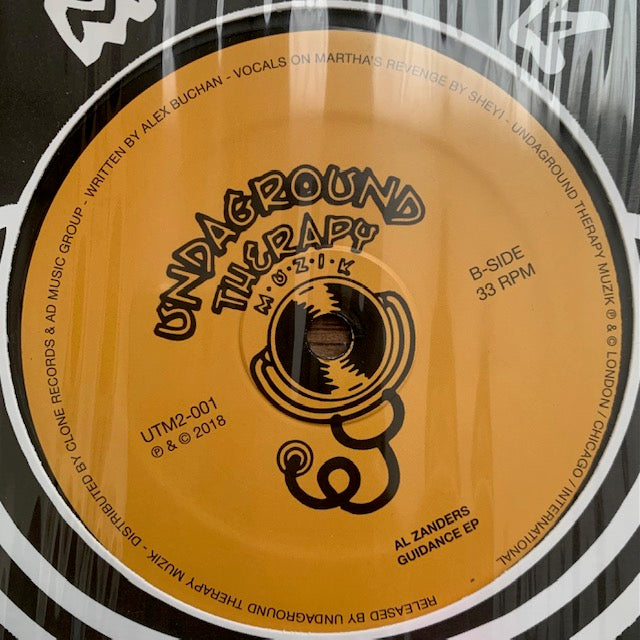 WRITTEN BY ALEX BUCHAN - VOCALS ON MARTHA'S REVENGE BY SHEYI - UNDAGROUND THERAPY MUZIK ℗ & © LONDON / CHICAGO / INTERNATIONAL
UNDAGROUND
THERAPY
M•U•Z•I•K
B-SIDE
33 RPM
UTM2-001
℗ & © 2018
AL ZANDERS
GUIDANCE EP
RELEASED BY UNDAGROUND THERAPY MUZIK - DISTRIBUTED BY CLONE RECORDS & AD MUSIC GROUP -